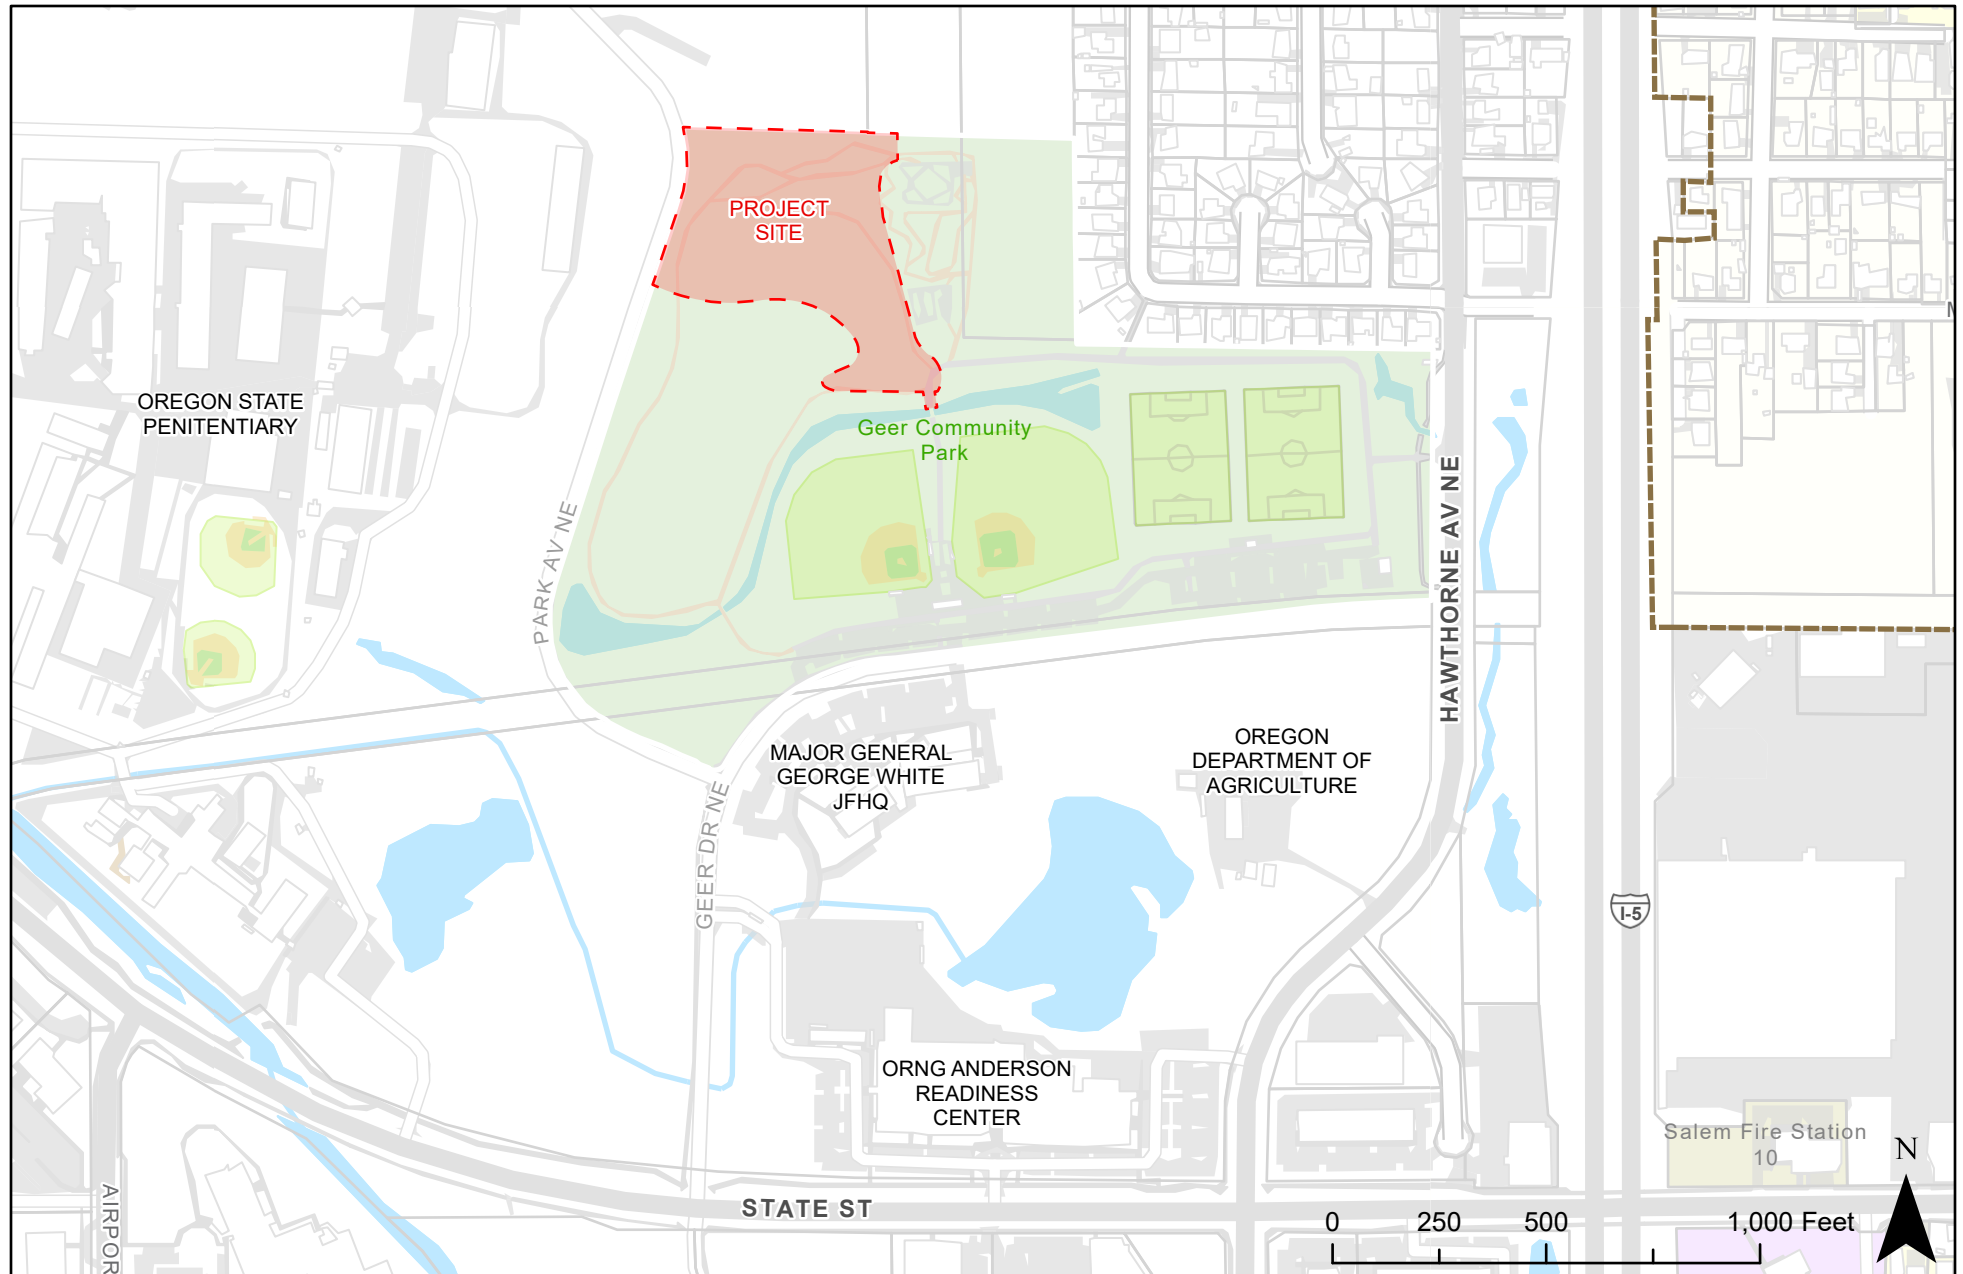 PROJECT
SITE
OREGON STATE
PENITENTIARY
Geer Community
Park
PARK AV NE
HAWTHORNE AV NE
MAJOR GENERAL
GEORGE WHITE
JFHQ
OREGON
DEPARTMENT OF
AGRICULTURE
GEER DR NE
I-5
ORNG ANDERSON
READINESS
CENTER
Salem Fire Station
10
N
AIRPOR
STATE ST
0 250 500 1,000 Feet